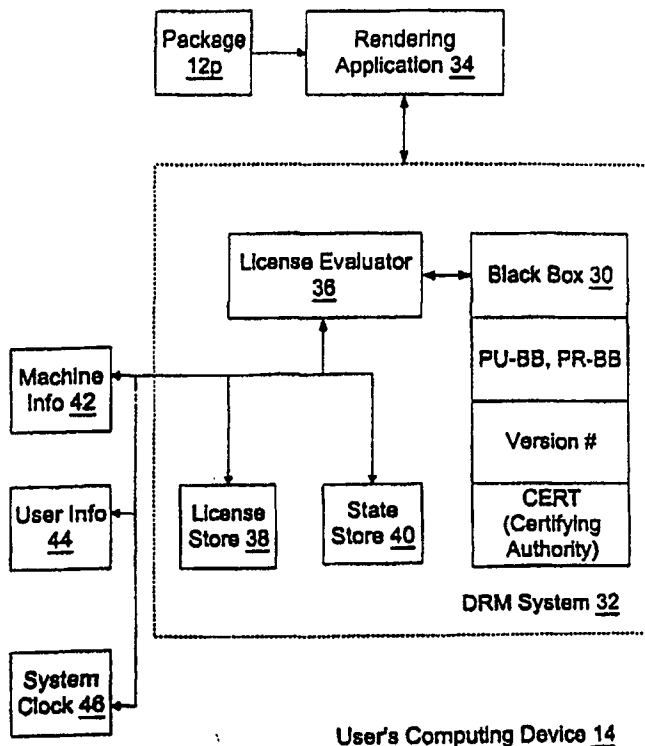 Package
12p
Rendering
Application 34
License Evaluator
36
Black Box 30
PU-BB, PR-BB
Version #
CERT
(Certifying
Authority)
Machine
Info 42
User Info
44
License
Store 38
State
Store 40
DRM System 32
System
Clock 46
User's Computing Device 14